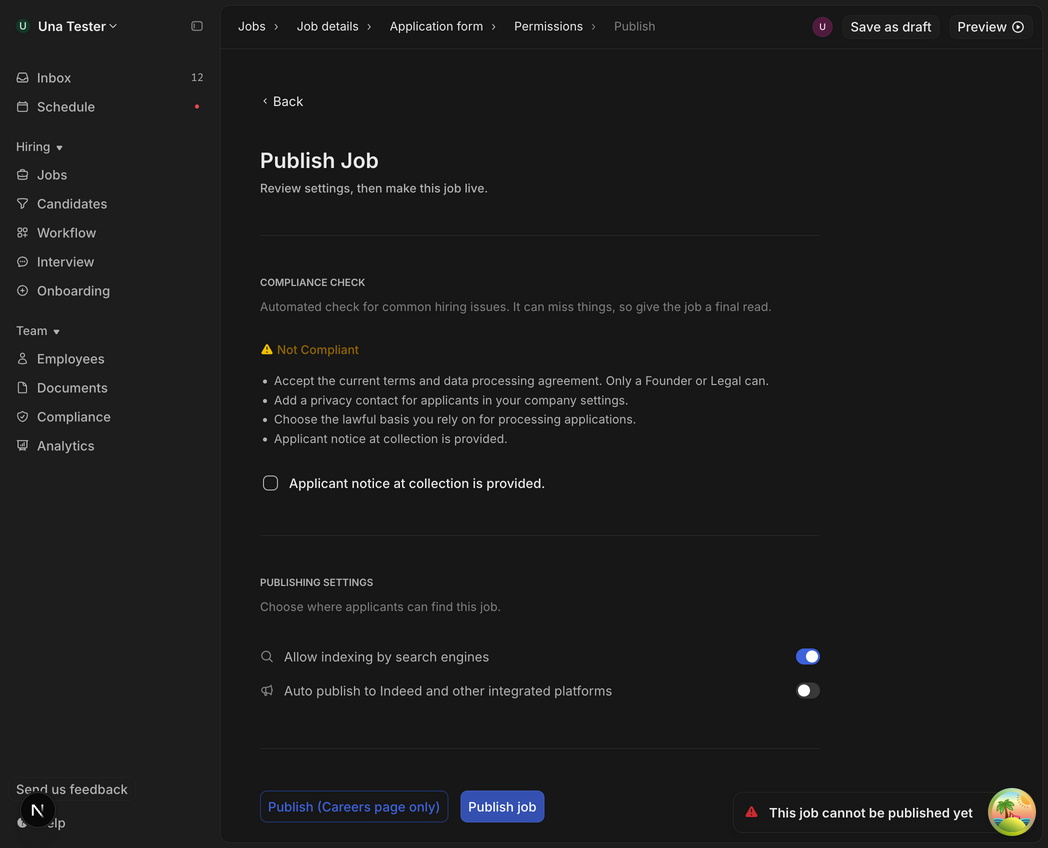 U Una Tester
Inbox 12
Schedule
Hiring
Jobs
Candidates
Workflow
Interview
Onboarding
Team
Employees
Documents
Compliance
Analytics
Send us feedback
N
Jobs › Job details › Application form › Permissions › Publish
U Save as draft Preview
‹ Back
Publish Job
Review settings, then make this job live.
COMPLIANCE CHECK
Automated check for common hiring issues. It can miss things, so give the job a final read.
Not Compliant
• Accept the current terms and data processing agreement. Only a Founder or Legal can.
• Add a privacy contact for applicants in your company settings.
• Choose the lawful basis you rely on for processing applications.
• Applicant notice at collection is provided.
Applicant notice at collection is provided.
PUBLISHING SETTINGS
Choose where applicants can find this job.
Allow indexing by search engines
Auto publish to Indeed and other integrated platforms
Publish (Careers page only) Publish job
This job cannot be published yet